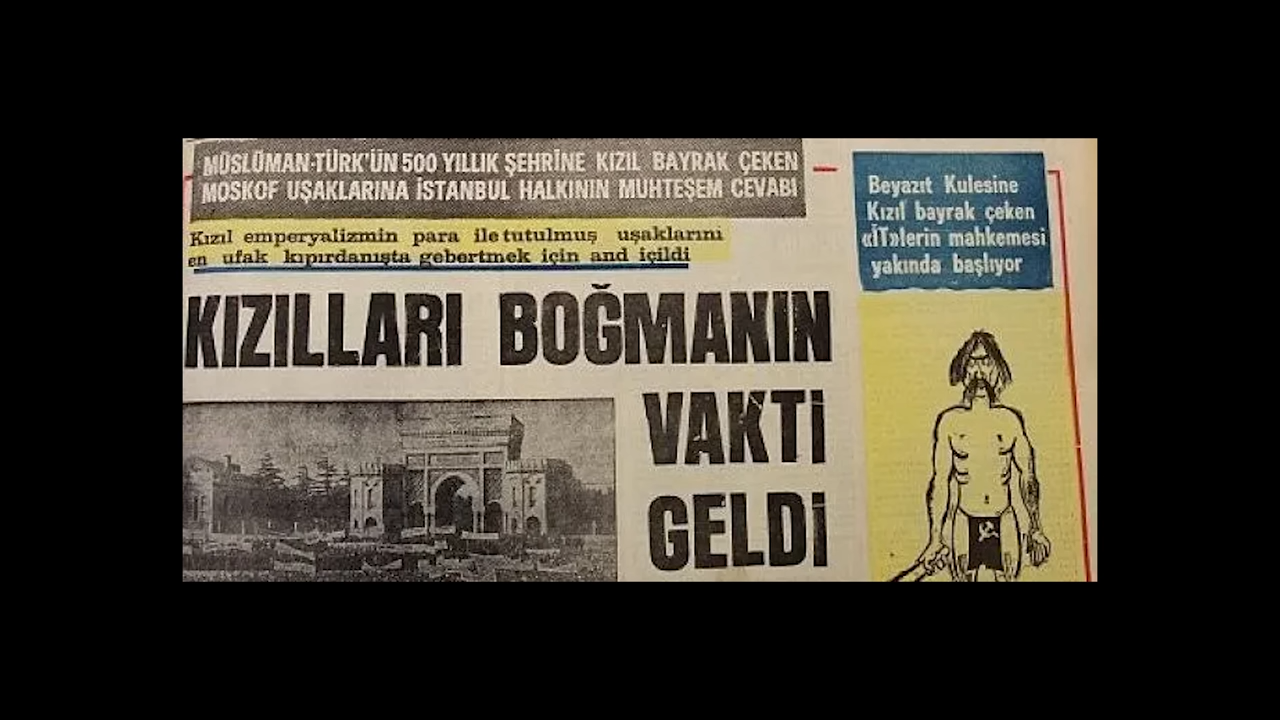 MÜSLÜMAN-TÜRK'ÜN 500 YILLIK ŞEHRİNE KIZIL BAYRAK ÇEKEN
MOSKOF UŞAKLARINA İSTANBUL HALKININ MUHTEŞEM CEVABI
Kızıl emperyalizmin para ile tutulmuş uşaklarını
en ufak kıpırdanışta gebertmek için and içildi
KIZILLARI BOĞMANIN
VAKTİ
GELDİ
Beyazıt Kulesine
Kızıl bayrak çeken
«İT»lerin mahkemesi
yakında başlıyor